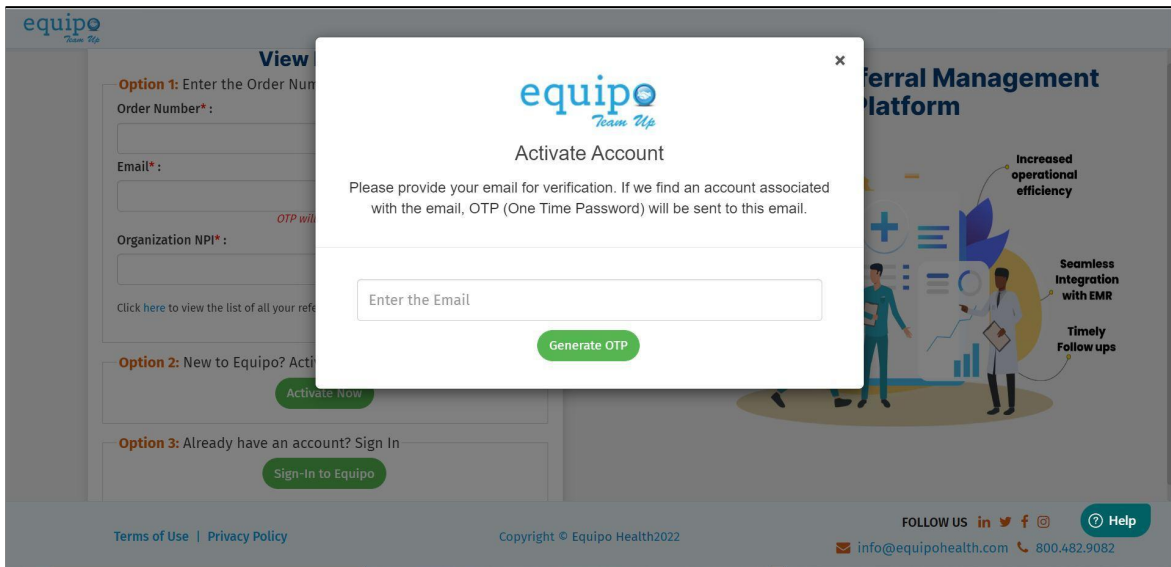 equipo
Team Up
View
Option 1: Enter the Order Num
Order Number* :
Email* :
OTP will
Organization NPI* :
Click here to view the list of all your refe
Option 2: New to Equipo? Acti
Activate Now
Option 3: Already have an account? Sign In
Sign-In to Equipo
×
equipo
Team Up
Activate Account
Please provide your email for verification. If we find an account associated
with the email, OTP (One Time Password) will be sent to this email.
Enter the Email
Generate OTP
ferral Management
latform
Increased
operational
efficiency
Seamless
Integration
with EMR
Timely
Follow ups
Terms of Use | Privacy Policy
Copyright © Equipo Health2022
FOLLOW US
info@equipohealth.com 800.482.9082
Help